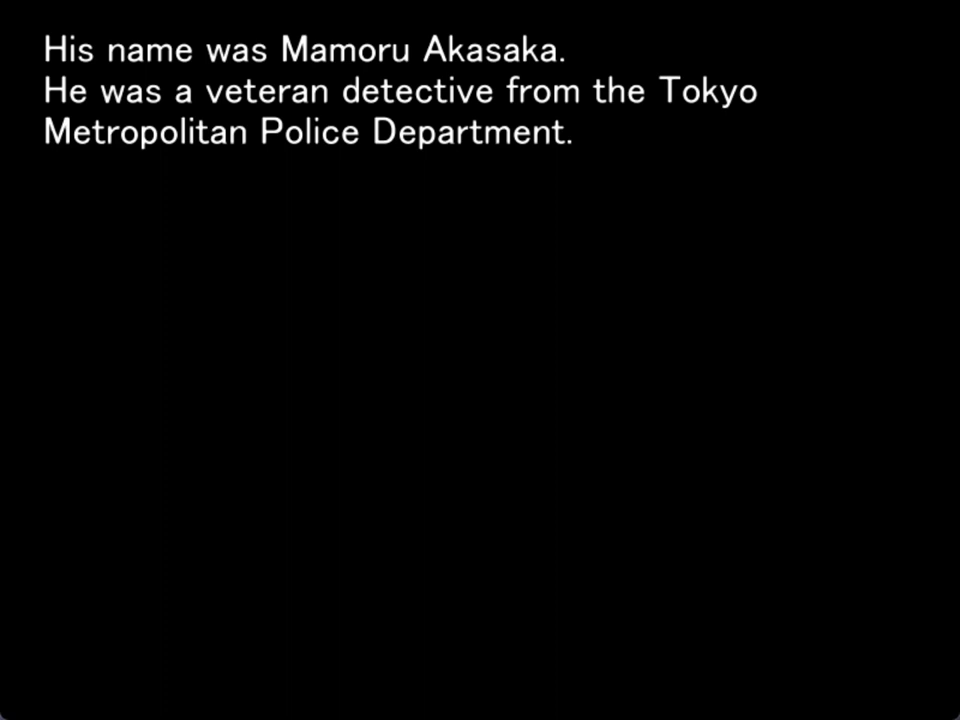 His name was Mamoru Akasaka.
He was a veteran detective from the Tokyo
Metropolitan Police Department.